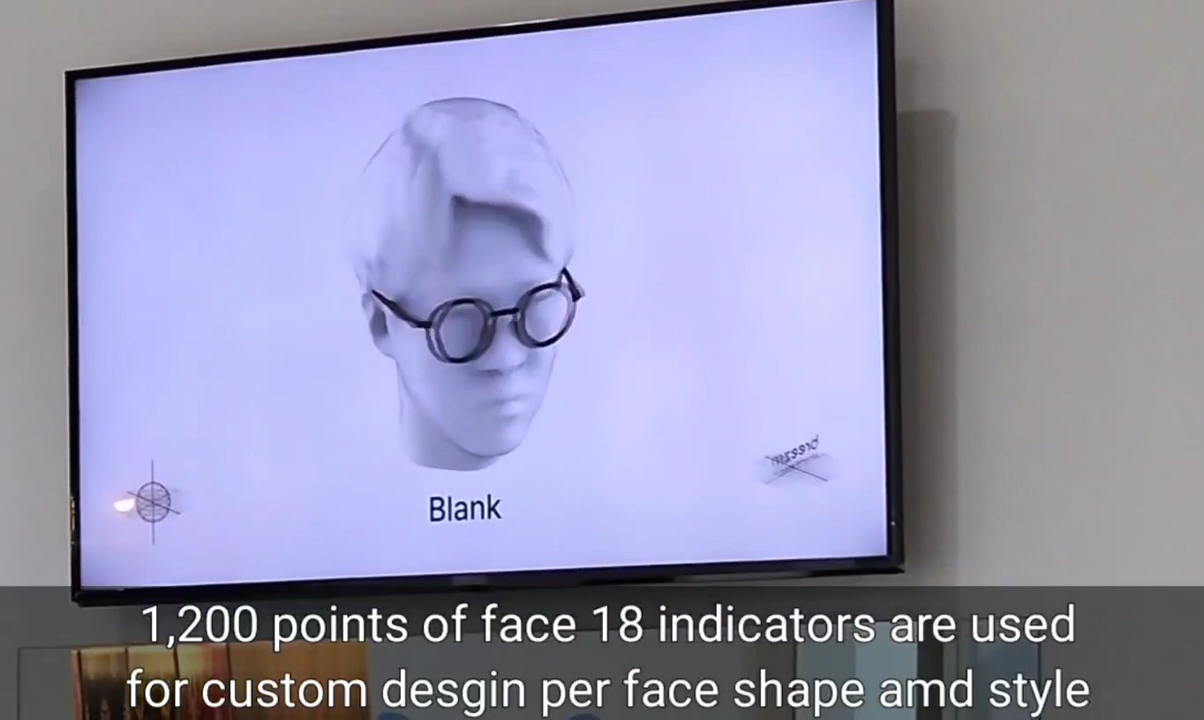 Blank
1,200 points of face 18 indicators are used
for custom desgin per face shape amd style